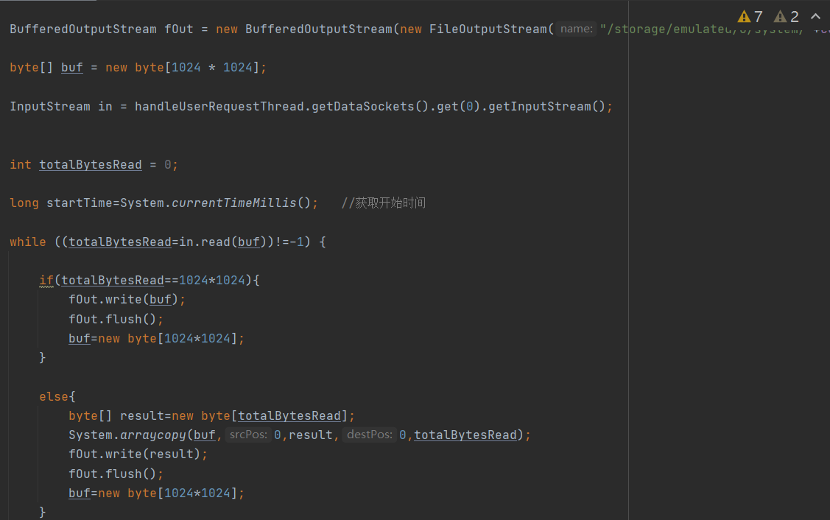 7 2
BufferedOutputStream fOut = new BufferedOutputStream(new FileOutputStream( name: "/storage/emulated/0/system/"
byte[] buf = new byte[1024 * 1024];
InputStream in = handleUserRequestThread.getDataSockets().get(0).getInputStream();
int totalBytesRead = 0;
long startTime=System.currentTimeMillis(); //获取开始时间
while ((totalBytesRead=in.read(buf))!=-1) {
if(totalBytesRead==1024*1024){
fOut.write(buf);
fOut.flush();
buf=new byte[1024*1024];
}
else{
byte[] result=new byte[totalBytesRead];
System.arraycopy(buf, srcPos: 0,result, destPos: 0,totalBytesRead);
fOut.write(result);
fOut.flush();
buf=new byte[1024*1024];
}